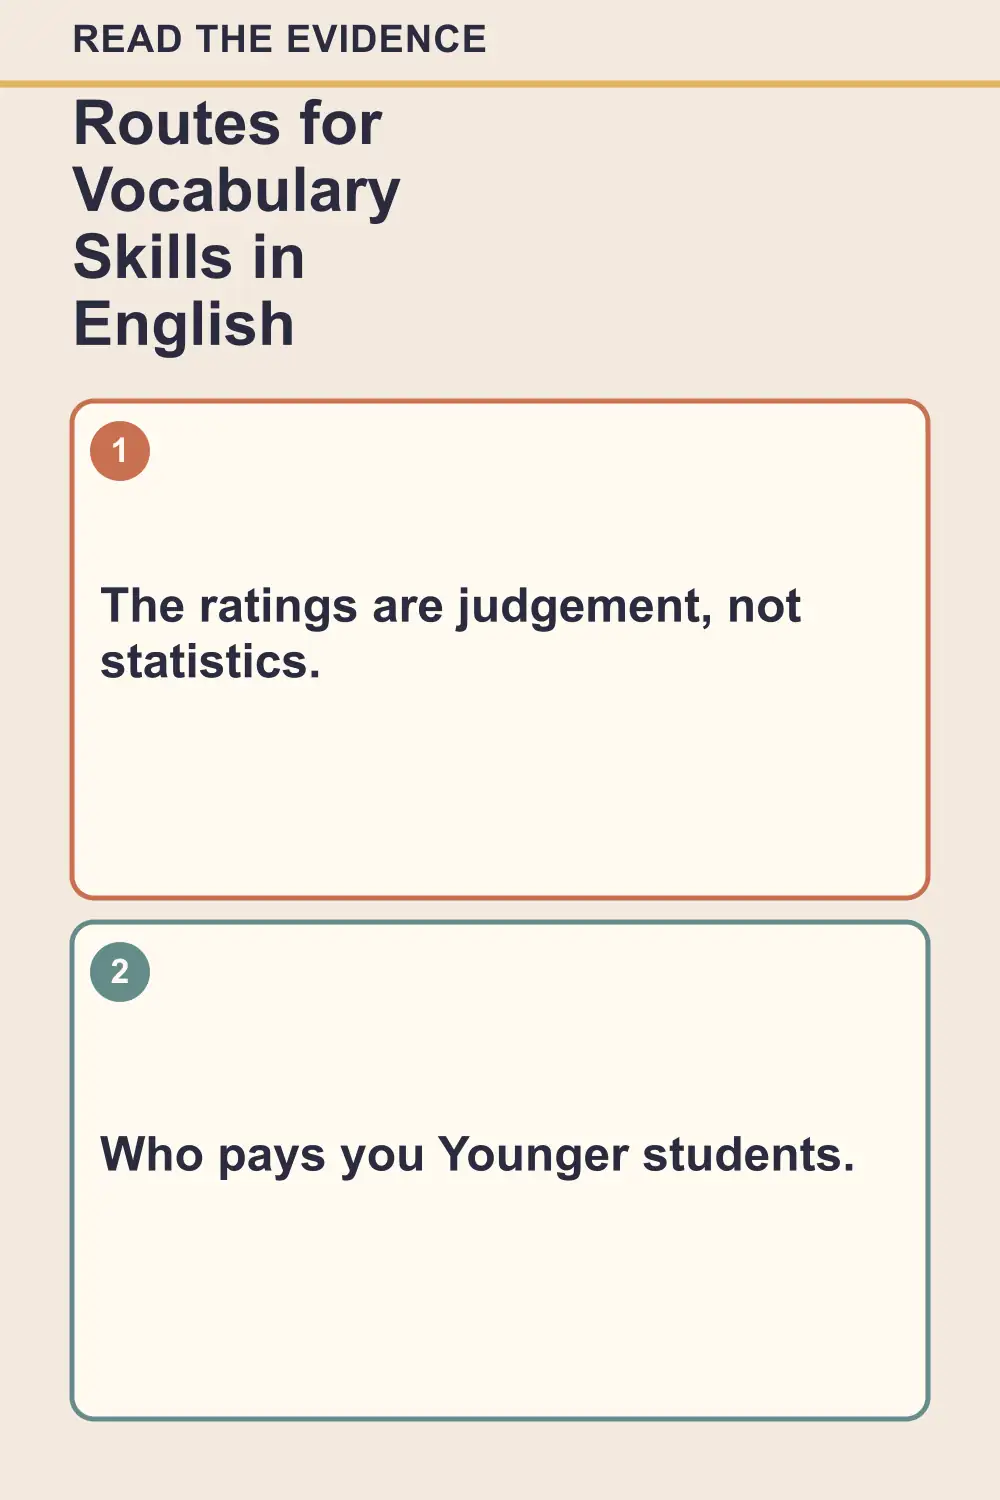 READ THE EVIDENCE
Routes for
Vocabulary
Skills in
English
1
The ratings are judgement, not
statistics.
2
Who pays you Younger students.